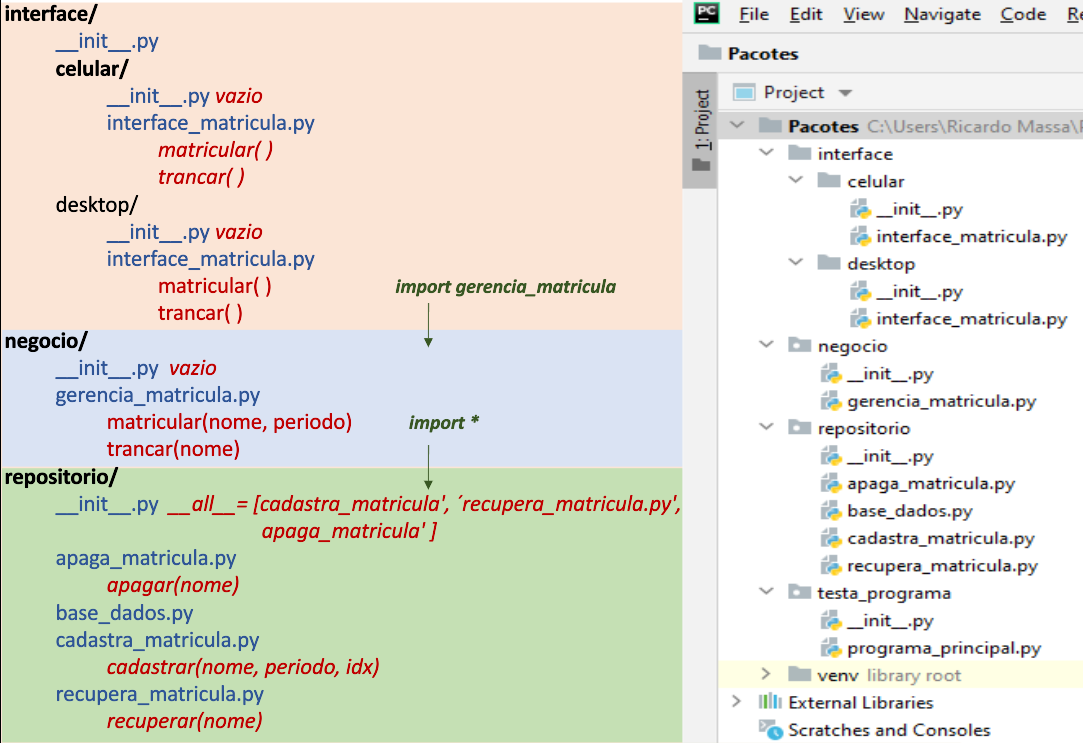 interface/
__init__.py
celular/
__init__.py vazio
interface_matricula.py
matricular( )
trancar( )
desktop/
__init__.py vazio
interface_matricula.py
matricular( )
trancar( )
import gerencia_matricula
negocio/
__init__.py vazio
gerencia_matricula.py
matricular(nome, periodo)
trancar(nome)
import *
repositorio/
__init__.py __all__= [cadastra_matricula', ´recupera_matricula.py',
apaga_matricula' ]
apaga_matricula.py
apagar(nome)
base_dados.py
cadastra_matricula.py
cadastrar(nome, periodo, idx)
recupera_matricula.py
recuperar(nome)
PC File Edit View Navigate Code Re
Pacotes
1: Project
Project
Pacotes C:\Users\Ricardo Massa\P
interface
celular
__init__.py
interface_matricula.py
desktop
__init__.py
interface_matricula.py
negocio
__init__.py
gerencia_matricula.py
repositorio
__init__.py
apaga_matricula.py
base_dados.py
cadastra_matricula.py
recupera_matricula.py
testa_programa
__init__.py
programa_principal.py
venv library root
External Libraries
Scratches and Consoles